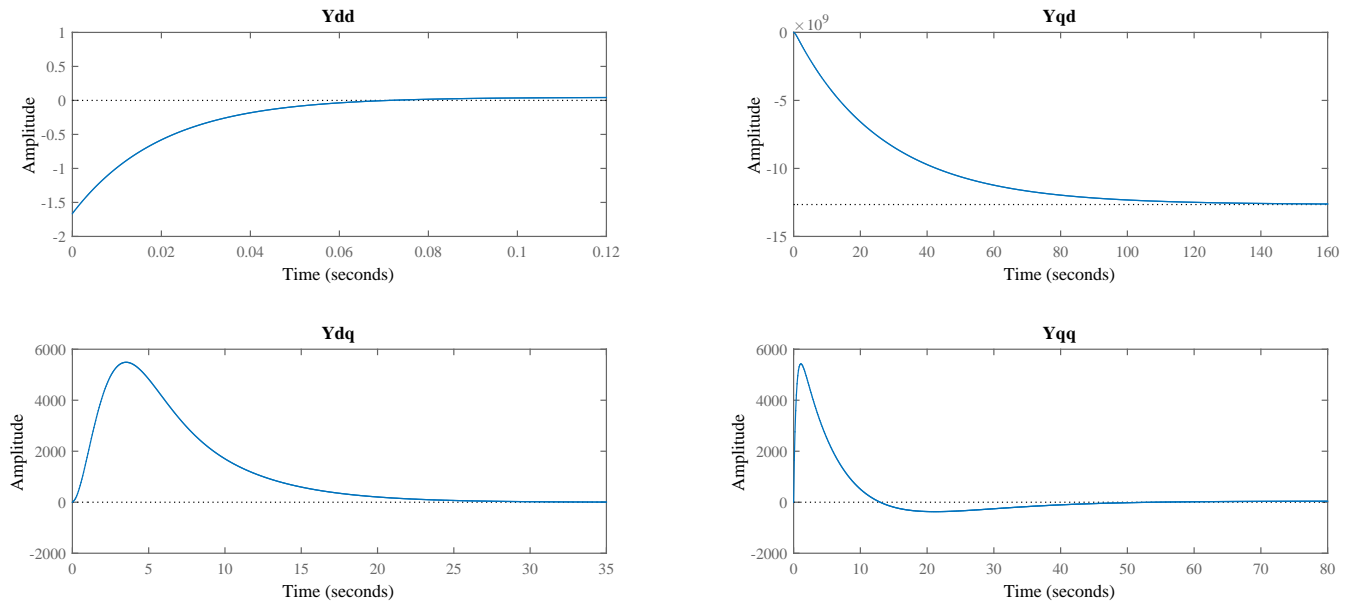 Ydd
1
0.5
0
-0.5
-1
-1.5
-2
Amplitude
0 0.02 0.04 0.06 0.08 0.1 0.12
Time (seconds)
Yqd
×10⁹
0
-5
-10
-15
Amplitude
0 20 40 60 80 100 120 140 160
Time (seconds)
Ydq
6000
4000
2000
0
-2000
Amplitude
0 5 10 15 20 25 30 35
Time (seconds)
Yqq
6000
4000
2000
0
-2000
Amplitude
0 10 20 30 40 50 60 70 80
Time (seconds)